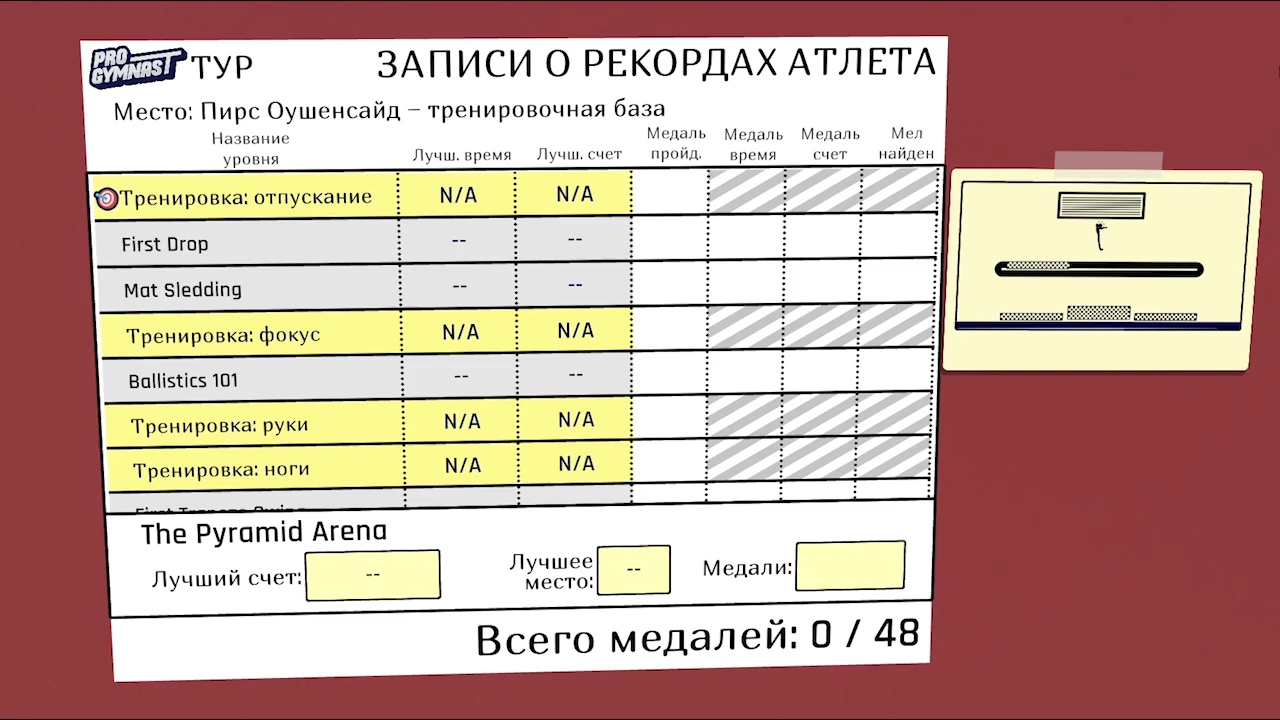 PRO GYMNAST ТУР ЗАПИСИ О РЕКОРДАХ АТЛЕТА
Место: Пирс Оушенсайд – тренировочная база
Название уровня Лучш. время Лучш. счет Медаль пройд. Медаль время Медаль счет Мел найден
Тренировка: отпускание N/A N/A
First Drop -- --
Mat Sledding -- --
Тренировка: фокус N/A N/A
Ballistics 101 -- --
Тренировка: руки N/A N/A
Тренировка: ноги N/A N/A
The Pyramid Arena
Лучший счет: -- Лучшее место: -- Медали:
Всего медалей: 0 / 48